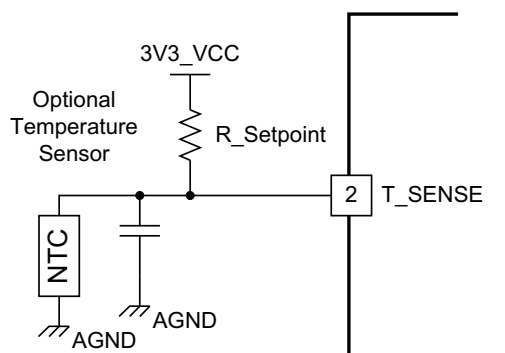 3V3_VCC
Optional
Temperature
Sensor
R_Setpoint
2
T_SENSE
NTC
AGND
AGND